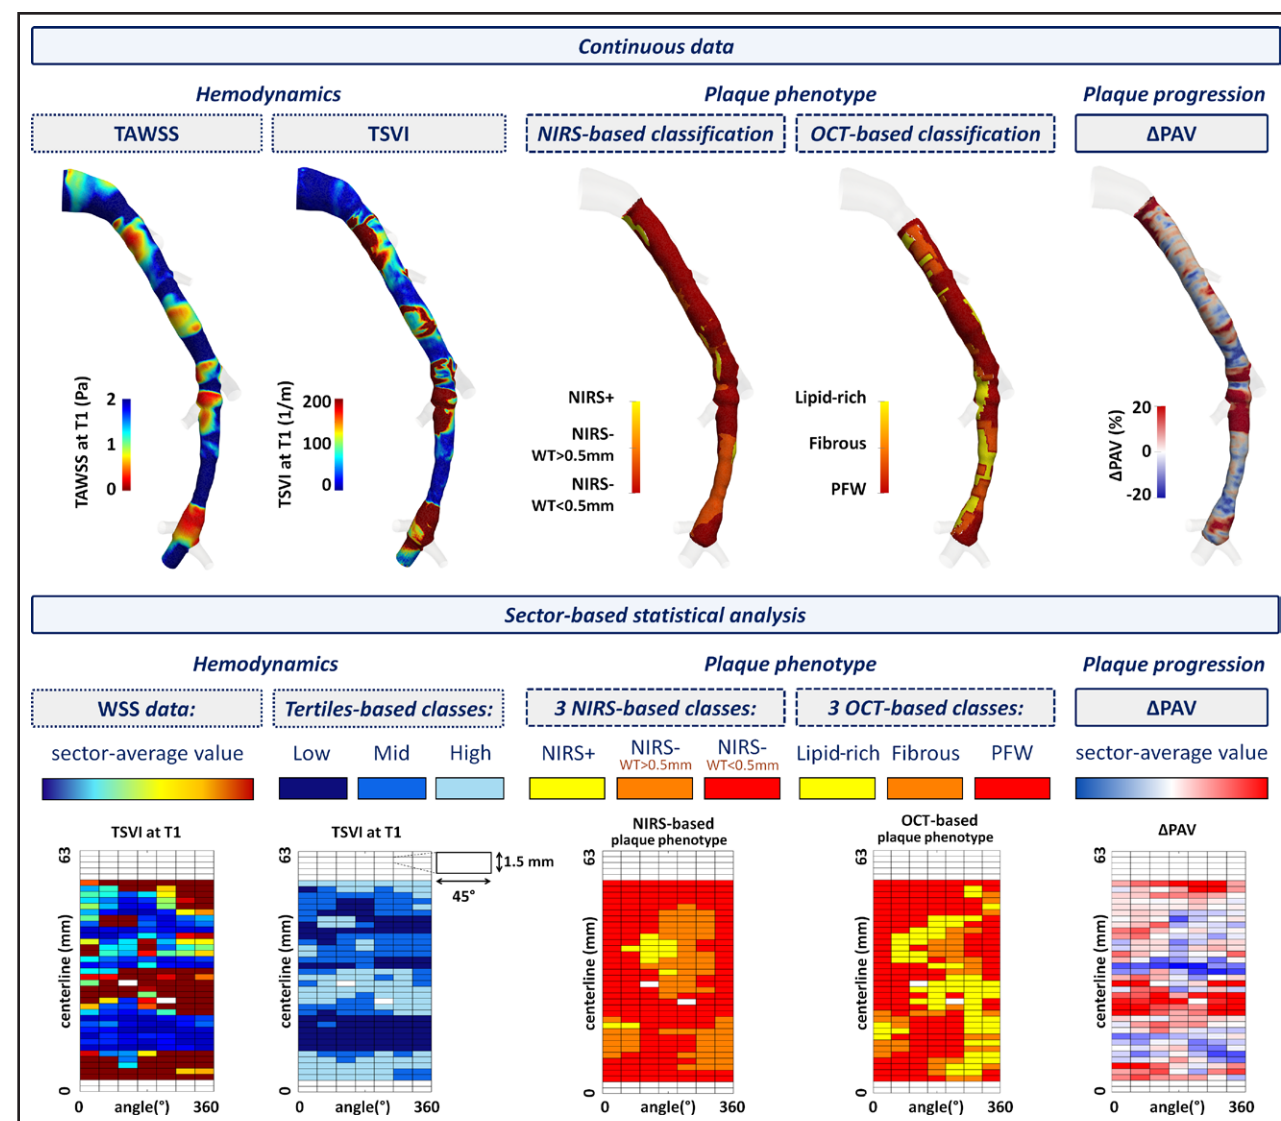 Continuous data
Hemodynamics
Plaque phenotype
Plaque progression
TAWSS
TSVI
NIRS-based classification
OCT-based classification
ΔPAV
TAWSS at T1 (Pa)
2
1
0
TSVI at T1 (1/m)
200
100
0
NIRS+
NIRS-
WT>0.5mm
NIRS-
WT<0.5mm
Lipid-rich
Fibrous
PFW
ΔPAV (%)
20
0
-20
Sector-based statistical analysis
Hemodynamics
Plaque phenotype
Plaque progression
WSS data:
Tertiles-based classes:
3 NIRS-based classes:
3 OCT-based classes:
ΔPAV
sector-average value
Low
Mid
High
NIRS+
NIRS-
WT>0.5mm
NIRS-
WT<0.5mm
Lipid-rich
Fibrous
PFW
sector-average value
TSVI at T1
63
centerline (mm)
0
0
angle(°)
360
TSVI at T1
63
centerline (mm)
0
0
angle(°)
360
1.5 mm
45°
NIRS-based
plaque phenotype
63
centerline (mm)
0
0
angle(°)
360
OCT-based
plaque phenotype
63
centerline (mm)
0
0
angle(°)
360
ΔPAV
63
centerline (mm)
0
0
angle(°)
360